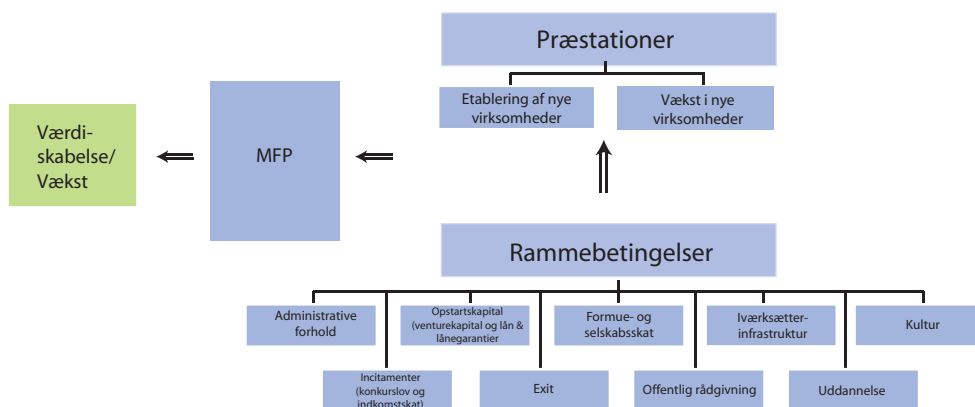 Præstationer
Etablering af nye
virksomheder
Vækst i nye
virksomheder
Værdi-
skabelse/
Vækst
MFP
Rammebetingelser
Administrative
forhold
Opstartskapital
(venturekapital og lån &
lånegarantier
Formue- og
selskabsskat
Iværksætter-
infrastruktur
Kultur
Incitamenter
(konkurslov og
indkomstskat)
Exit
Offentlig rådgivning
Uddannelse